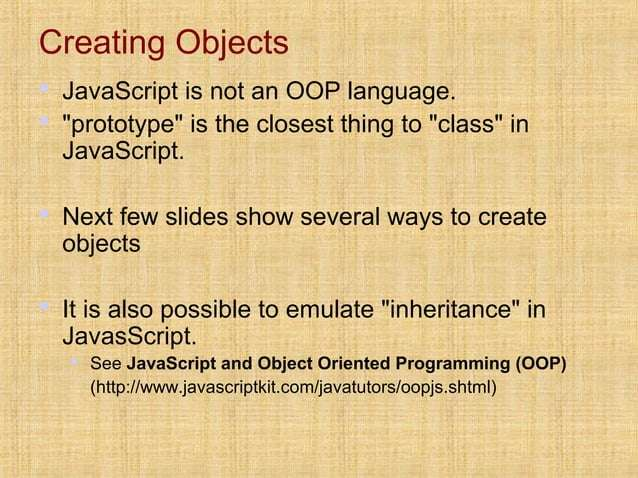 Creating Objects
JavaScript is not an OOP language.
"prototype" is the closest thing to "class" in
JavaScript.
Next few slides show several ways to create
objects
It is also possible to emulate "inheritance" in
JavasScript.
See JavaScript and Object Oriented Programming (OOP)
(http://www.javascriptkit.com/javatutors/oopjs.shtml)